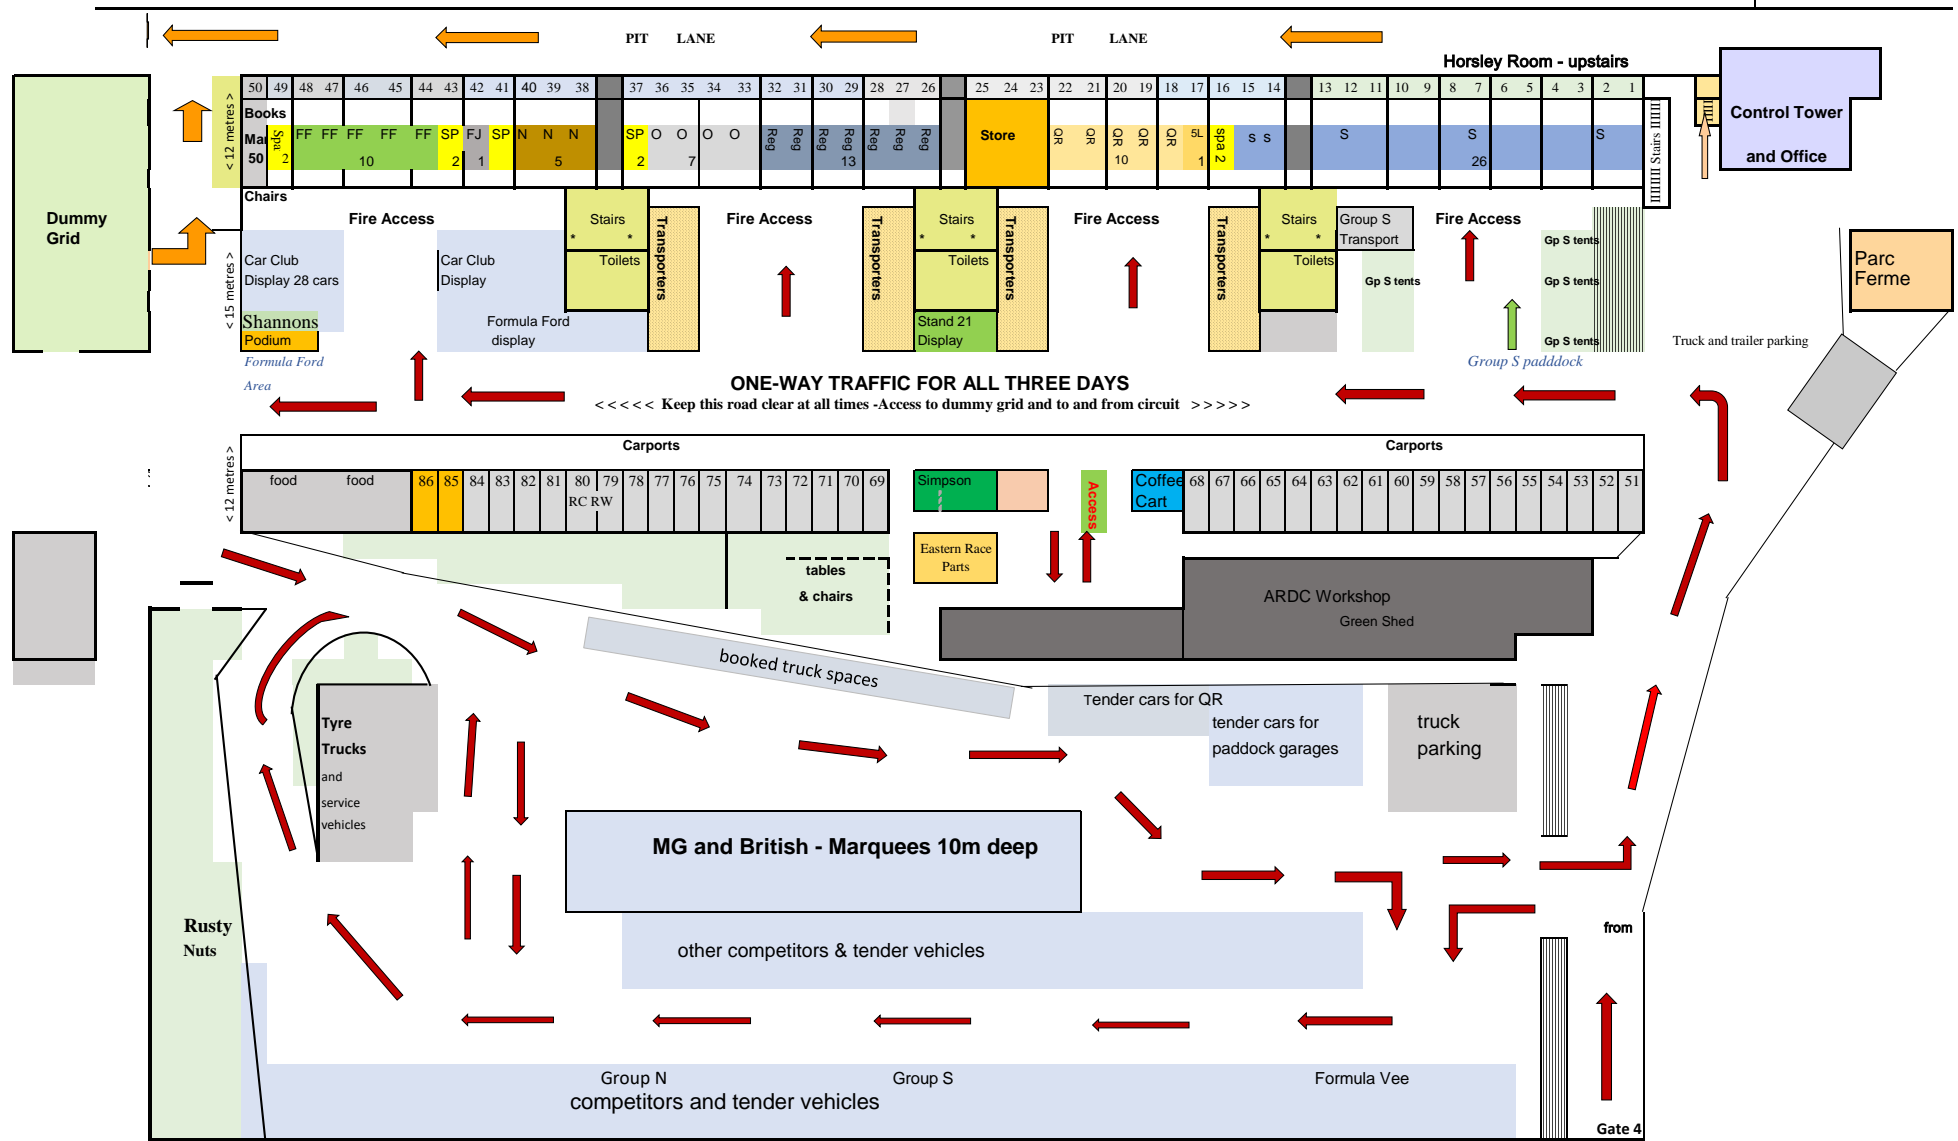 PIT LANE PIT LANE
Horsley Room - upstairs
< 12 metres >
50 49 48 47 46 45 44 43 42 41 40 39 38 37 36 35 34 33 32 31 30 29 28 27 26 25 24 23 22 21 20 19 18 17 16 15 14 13 12 11 10 9 8 7 6 5 4 3 2 1
Books
Mar
50
Spa 2
FF FF FF FF FF
10
SP
2
FJ
1
SP
N N N
5
SP
2
O O O O
7
Reg Reg Reg Reg Reg Reg Reg
13
Store
QR QR QR QR QR
10
5L
1
spa 2
S S S S S
26
IIIIIIII Stairs IIIIII
Control Tower
and Office
Dummy
Grid
Chairs
Fire Access Fire Access Fire Access Fire Access
Stairs
* *
Toilets
Transporters
Transporters
Stairs
* *
Toilets
Transporters
Transporters
Stairs
* *
Toilets
Group S
Transport
Gp S tents
Gp S tents
Gp S tents
Gp S tents
Parc
Ferme
< 15 metres >
Car Club
Display 28 cars
Car Club
Display
Shannons
Podium
Formula Ford
display
Stand 21
Display
Formula Ford
Area
Group S padddock
Truck and trailer parking
ONE-WAY TRAFFIC FOR ALL THREE DAYS
< < < < < Keep this road clear at all times -Access to dummy grid and to and from circuit > > > > >
< 12 metres >
Carports Carports
food food 86 85 84 83 82 81 80 79 78 77 76 75 74 73 72 71 70 69
RC RW
Simpson
Access
Coffee
Cart
68 67 66 65 64 63 62 61 60 59 58 57 56 55 54 53 52 51
Eastern Race
Parts
tables
& chairs
ARDC Workshop
Green Shed
booked truck spaces
Tender cars for QR
tender cars for
paddock garages
truck
parking
Tyre
Trucks
and
service
vehicles
MG and British - Marquees 10m deep
Rusty
Nuts
other competitors & tender vehicles
from
Group N Group S Formula Vee
competitors and tender vehicles
Gate 4